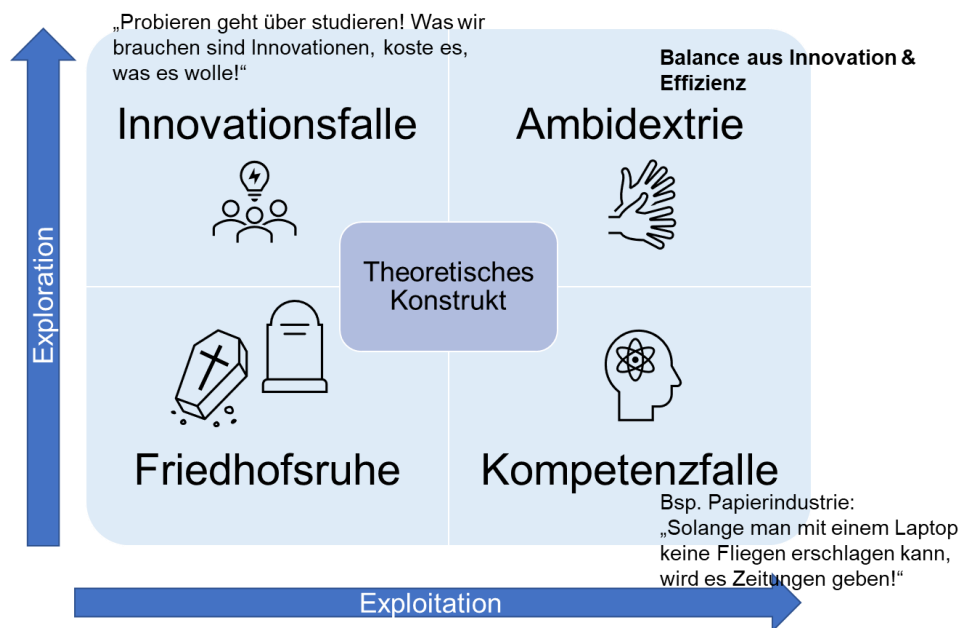 „Probieren geht über studieren! Was wir
brauchen sind Innovationen, koste es,
was es wolle!“
Balance aus Innovation &
Effizienz
Innovationsfalle
Ambidextrie
Exploration
Theoretisches
Konstrukt
Friedhofsruhe
Kompetenzfalle
Bsp. Papierindustrie:
„Solange man mit einem Laptop
keine Fliegen erschlagen kann,
wird es Zeitungen geben!“
Exploitation